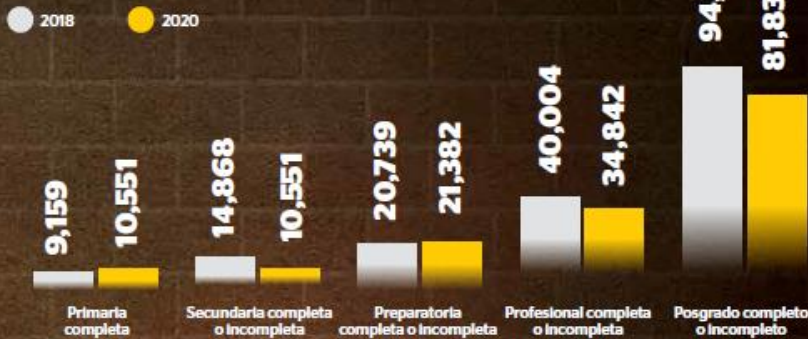 2018
2020
9,159
10,551
14,868
10,551
20,739
21,382
40,004
34,842
Primaria
completa
Secundaria completa
o incompleta
Preparatoria
completa o incompleta
Profesional completa
o incompleta
Posgrado completo
o incompleto